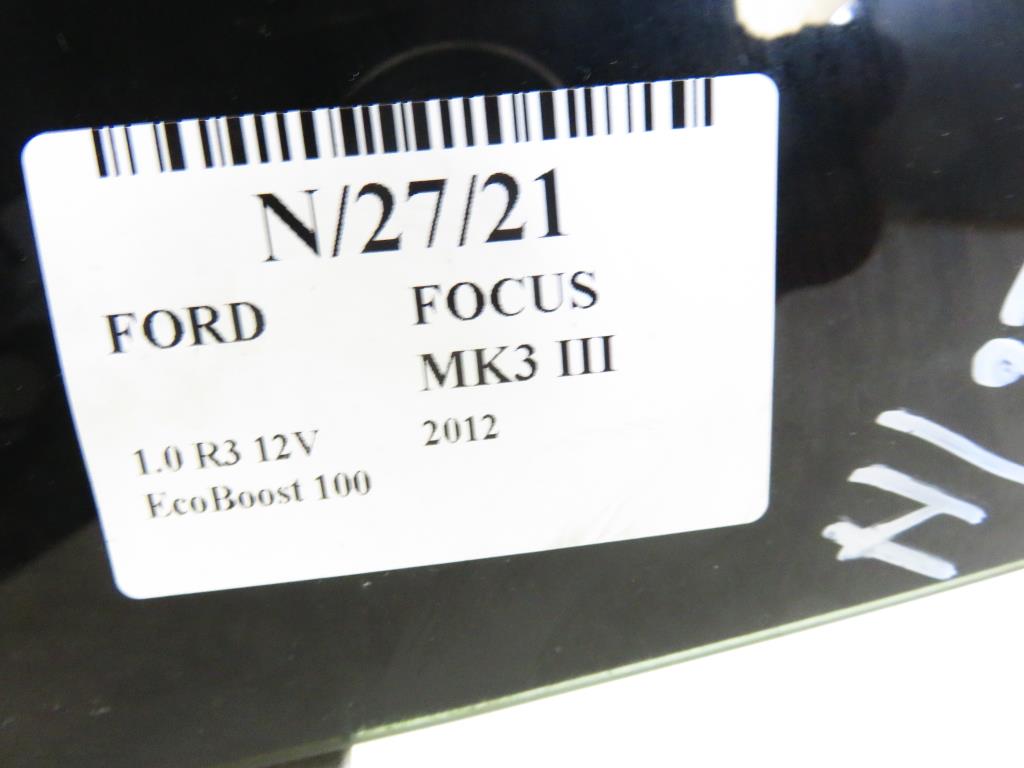 N/27/21
FORD FOCUS
MK3 III
1.0 R3 12V 2012
EcoBoost 100